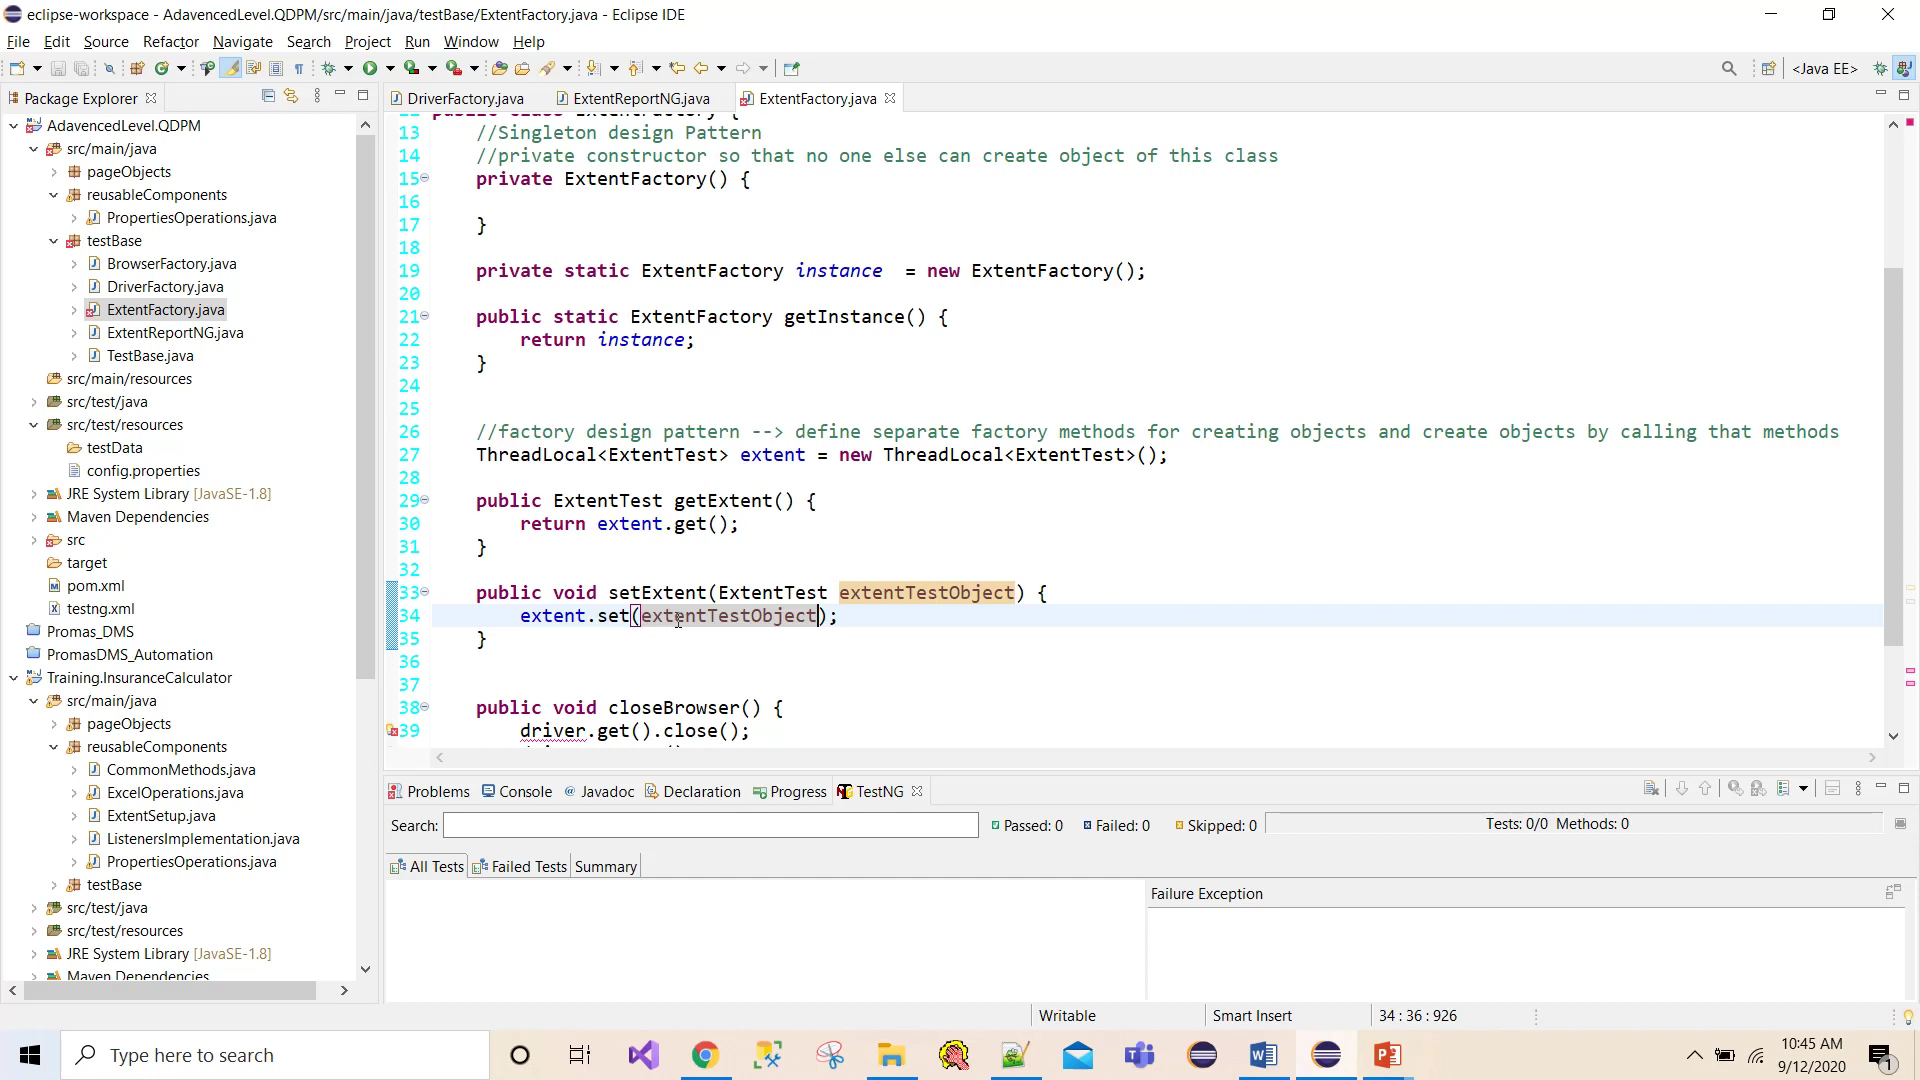 eclipse-workspace - AdavencedLevel.QDPM/src/main/java/testBase/ExtentFactory.java - Eclipse IDE
File Edit Source Refactor Navigate Search Project Run Window Help
<Java EE>
Package Explorer
DriverFactory.java ExtentReportNG.java ExtentFactory.java
AdavencedLevel.QDPM
src/main/java
pageObjects
reusableComponents
PropertiesOperations.java
testBase
BrowserFactory.java
DriverFactory.java
ExtentFactory.java
ExtentReportNG.java
TestBase.java
src/main/resources
src/test/java
src/test/resources
testData
config.properties
JRE System Library [JavaSE-1.8]
Maven Dependencies
src
target
pom.xml
testng.xml
Promas_DMS
PromasDMS_Automation
Training.InsuranceCalculator
src/main/java
pageObjects
reusableComponents
CommonMethods.java
ExcelOperations.java
ExtentSetup.java
ListenersImplementation.java
PropertiesOperations.java
testBase
src/test/java
src/test/resources
JRE System Library [JavaSE-1.8]
Maven Dependencies
13 //Singleton design Pattern
14 //private constructor so that no one else can create object of this class
15 private ExtentFactory() {
16
17 }
18
19 private static ExtentFactory instance  = new ExtentFactory();
20
21 public static ExtentFactory getInstance() {
22 return instance;
23 }
24
25
26 //factory design pattern --> define separate factory methods for creating objects and create objects by calling that methods
27 ThreadLocal<ExtentTest> extent = new ThreadLocal<ExtentTest>();
28
29 public ExtentTest getExtent() {
30 return extent.get();
31 }
32
33 public void setExtent(ExtentTest extentTestObject) {
34 extent.set(extentTestObject);
35 }
36
37
38 public void closeBrowser() {
39 driver.get().close();
Problems Console Javadoc Declaration Progress TestNG
Search: Passed: 0 Failed: 0 Skipped: 0 Tests: 0/0 Methods: 0
All Tests Failed Tests Summary
Failure Exception
Writable Smart Insert 34 : 36 : 926
Type here to search
10:45 AM
9/12/2020
1